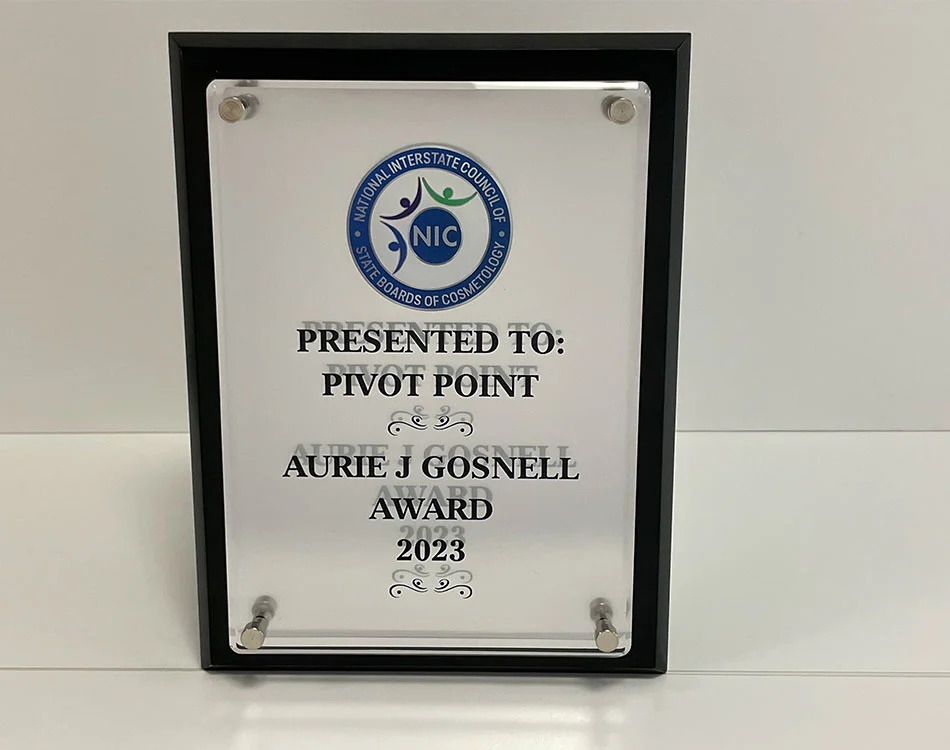 NATIONAL INTERSTATE COUNCIL OF
STATE BOARDS OF COSMETOLOGY
NIC
PRESENTED TO:
PIVOT POINT
AURIE J GOSNELL
AWARD
2023